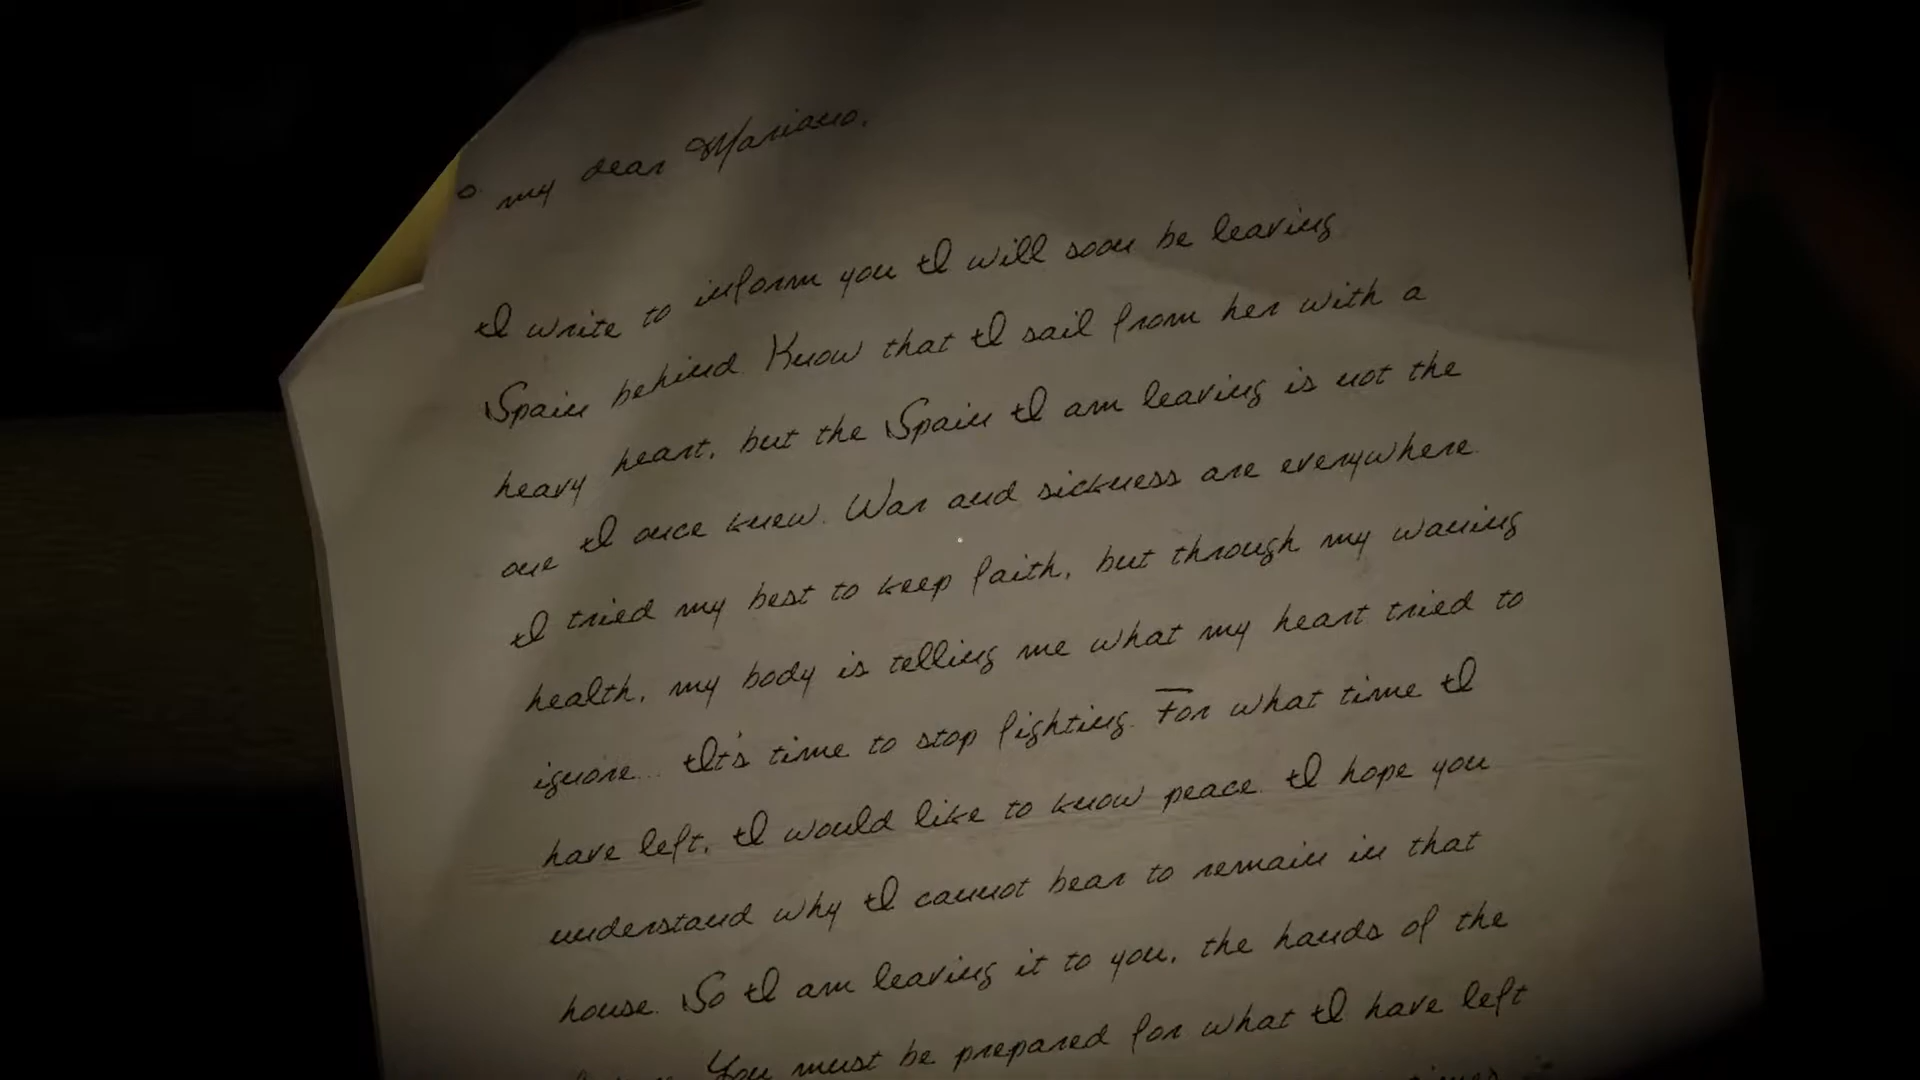 o my dear Mariano,
I write to inform you I will soon be leaving
Spain behind. Know that I sail from her with a
heavy heart, but the Spain I am leaving is not the
one I once knew. War and sickness are everywhere.
I tried my best to keep faith, but through my waning
health, my body is telling me what my heart tried to
ignore... It's time to stop fighting. For what time I
have left, I would like to know peace. I hope you
understand why I cannot bear to remain in that
house. So I am leaving it to you, the hands of the
You must be prepared for what I have left
times